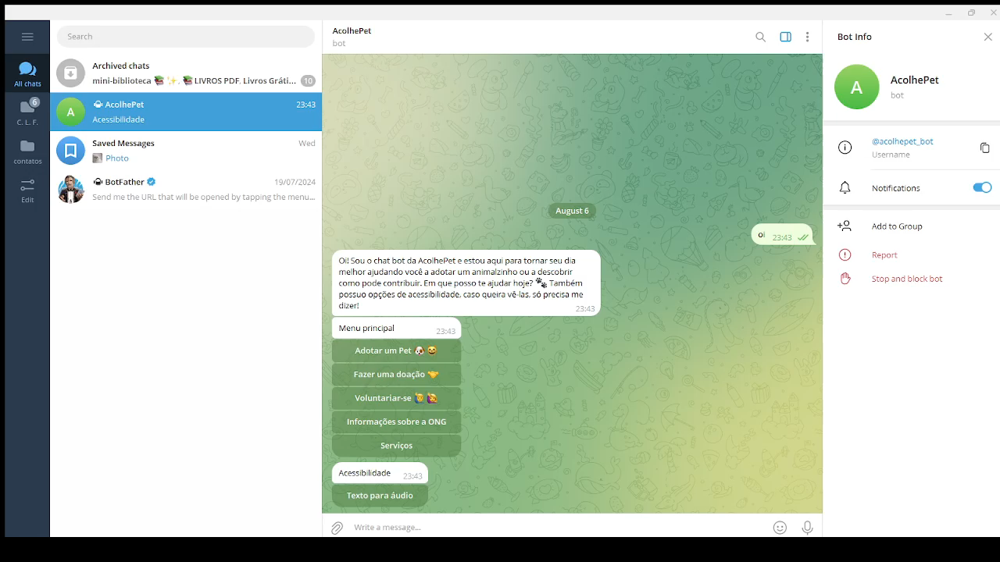 Search
All chats
6
C. L. F.
contatos
Edit
Archived chats
mini-biblioteca 📚 ✨, 📚 LIVROS PDF, Livros Gráti...
10
AcolhePet
23:43
Acessibilidade
Saved Messages
Wed
Photo
BotFather
19/07/2024
Send me the URL that will be opened by tapping the menu...
AcolhePet
bot
August 6
oi 23:43
Oi! Sou o chat bot da AcolhePet e estou aqui para tornar seu dia
melhor ajudando você a adotar um animalzinho ou a descobrir
como pode contribuir. Em que posso te ajudar hoje? 🐾 Também
possuo opções de acessibilidade, caso queira vê-las, só precisa me
dizer!
23:43
Menu principal 23:43
Adotar um Pet 🐶 😄
Fazer uma doação 🤝
Voluntariar-se 🙋‍♂️ 🙋‍♀️
Informações sobre a ONG
Serviços
Acessibilidade 23:43
Texto para áudio
Write a message...
Bot Info
A
AcolhePet
bot
@acolhepet_bot
Username
Notifications
Add to Group
Report
Stop and block bot
A